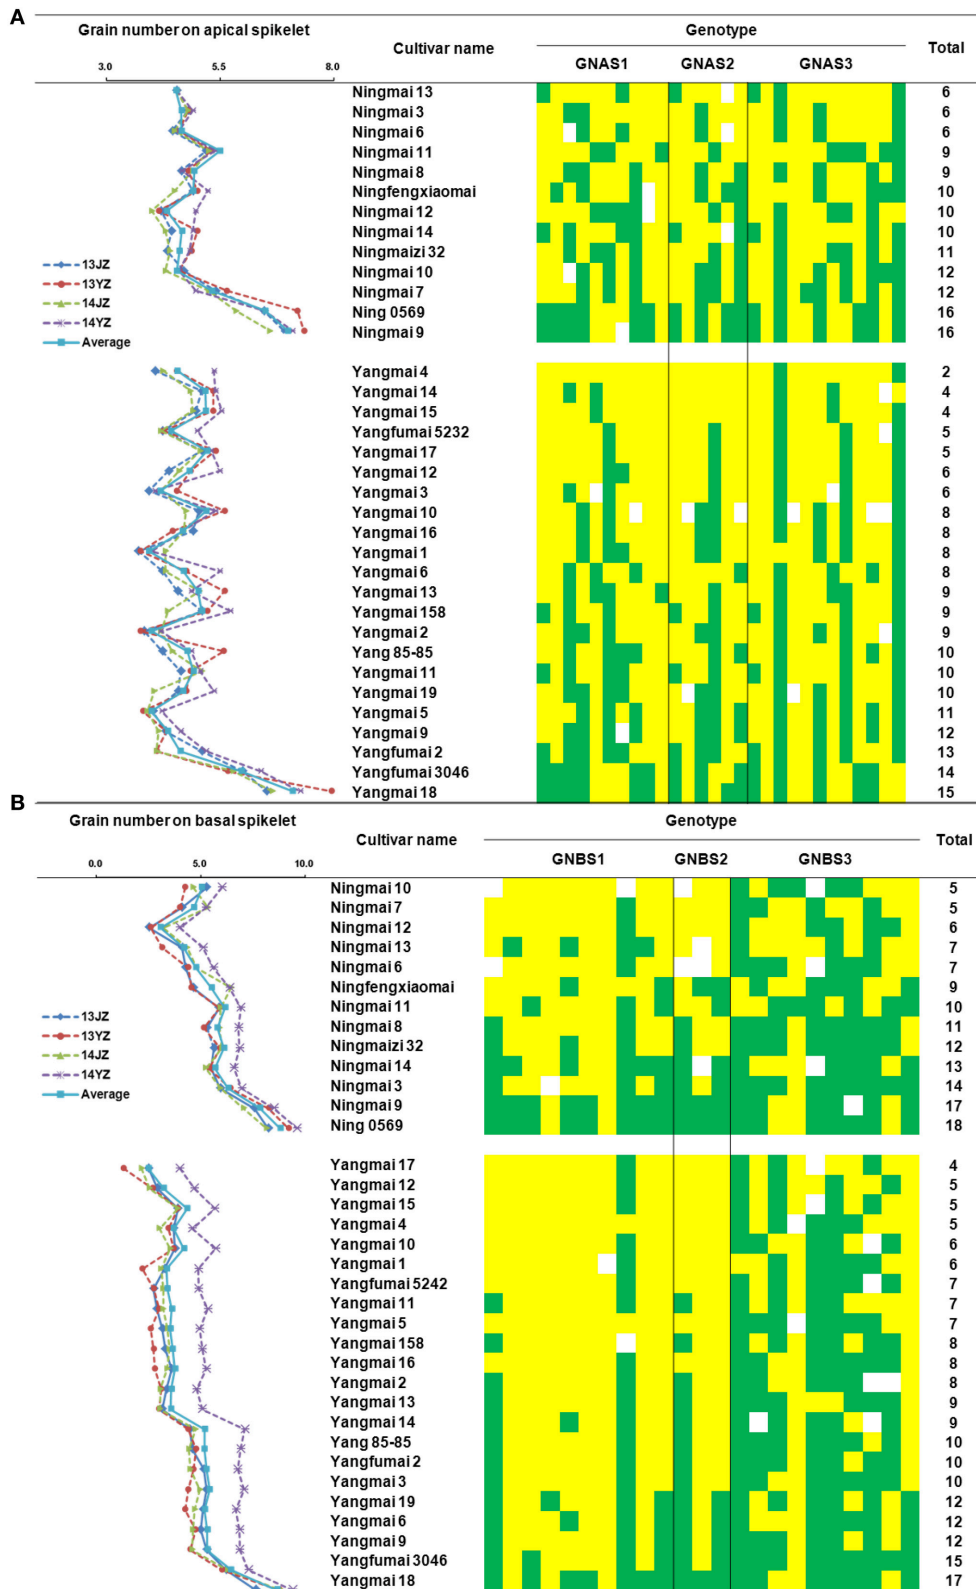 A
Grain number on apical spikelet
Cultivar name
Genotype
Total
GNAS1 GNAS2 GNAS3
3.0 5.5 8.0
13JZ
13YZ
14JZ
14YZ
Average
Ningmai 13 6
Ningmai 3 6
Ningmai 6 6
Ningmai 11 9
Ningmai 8 9
Ningfengxiaomai 10
Ningmai 12 10
Ningmai 14 10
Ningmaizi 32 11
Ningmai 10 12
Ningmai 7 12
Ning 0569 16
Ningmai 9 16
Yangmai 4 2
Yangmai 14 4
Yangmai 15 4
Yangfumai 5232 5
Yangmai 17 5
Yangmai 12 6
Yangmai 3 6
Yangmai 10 8
Yangmai 16 8
Yangmai 1 8
Yangmai 6 8
Yangmai 13 9
Yangmai 158 9
Yangmai 2 9
Yang 85-85 10
Yangmai 11 10
Yangmai 19 10
Yangmai 5 11
Yangmai 9 12
Yangfumai 2 13
Yangfumai 3046 14
Yangmai 18 15
B
Grain number on basal spikelet
Cultivar name
Genotype
Total
GNBS1 GNBS2 GNBS3
0.0 5.0 10.0
13JZ
13YZ
14JZ
14YZ
Average
Ningmai 10 5
Ningmai 7 5
Ningmai 12 6
Ningmai 13 7
Ningmai 6 7
Ningfengxiaomai 9
Ningmai 11 10
Ningmai 8 11
Ningmaizi 32 12
Ningmai 14 13
Ningmai 3 14
Ningmai 9 17
Ning 0569 18
Yangmai 17 4
Yangmai 12 5
Yangmai 15 5
Yangmai 4 5
Yangmai 10 6
Yangmai 1 6
Yangfumai 5242 7
Yangmai 11 7
Yangmai 5 7
Yangmai 158 8
Yangmai 16 8
Yangmai 2 8
Yangmai 13 9
Yangmai 14 9
Yang 85-85 10
Yangfumai 2 10
Yangmai 3 10
Yangmai 19 12
Yangmai 6 12
Yangmai 9 12
Yangfumai 3046 15
Yangmai 18 17